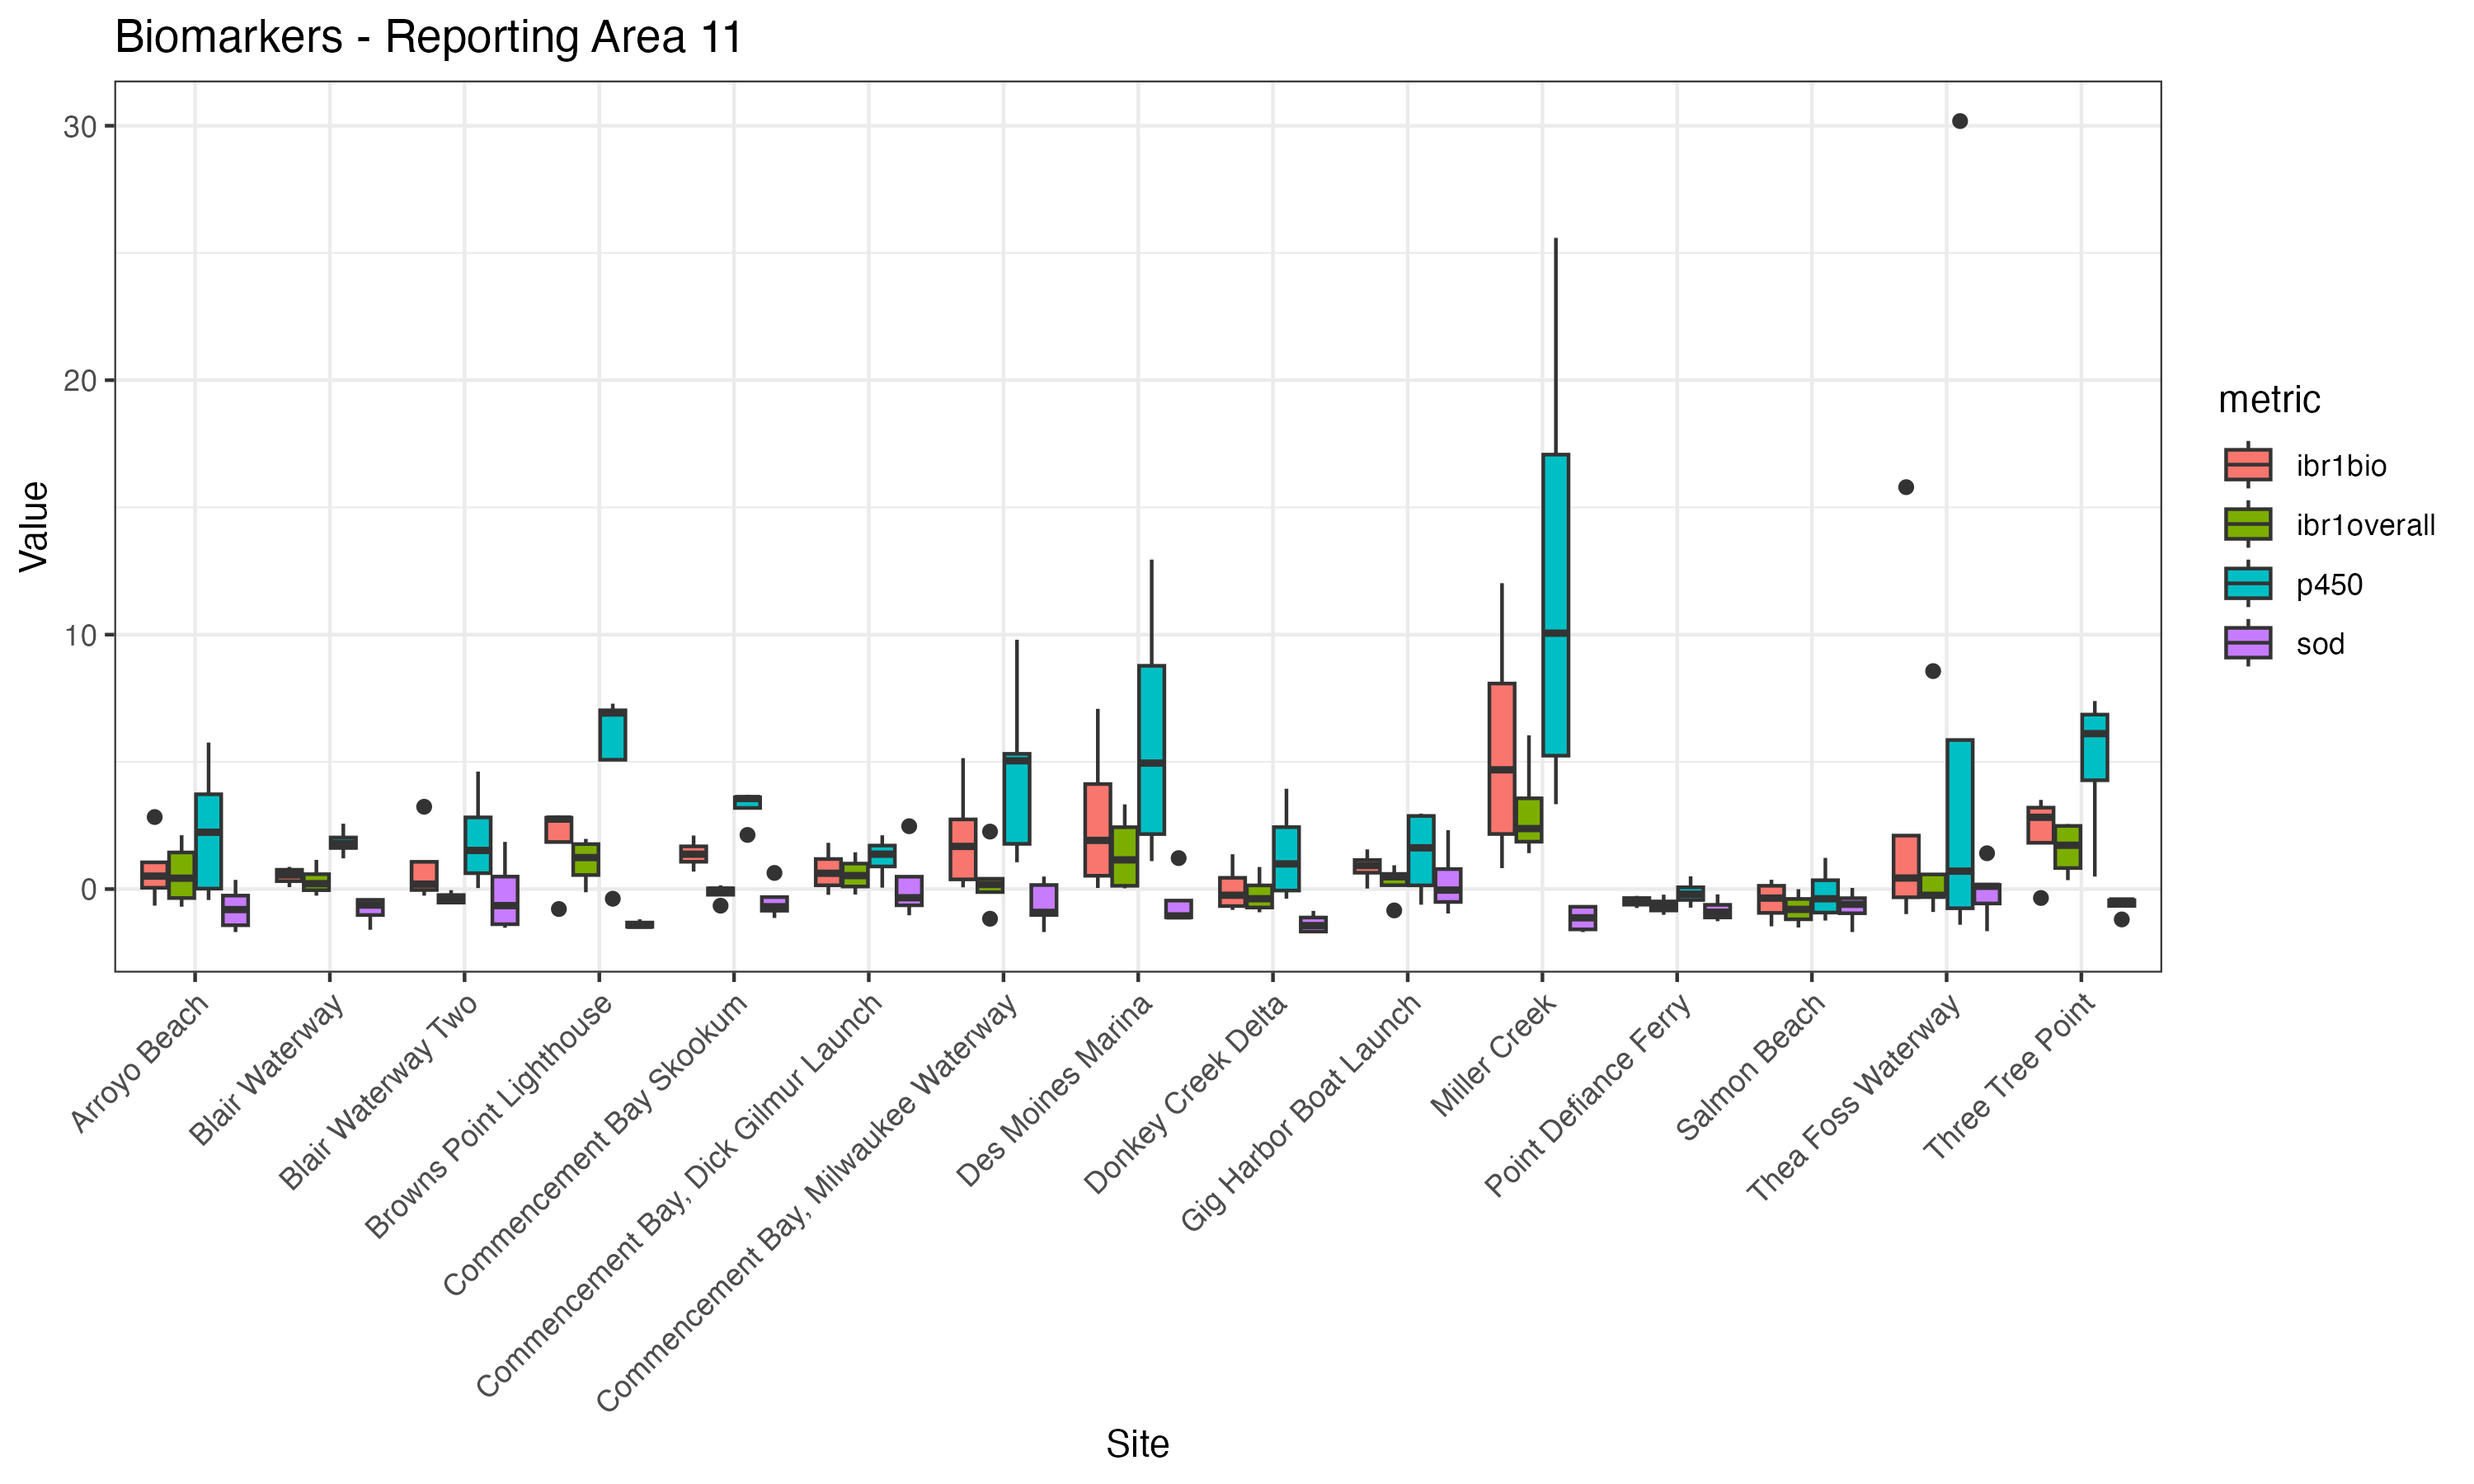 Biomarkers - Reporting Area 11
30
20
10
0
Value
metric
ibr1bio
ibr1overall
p450
sod
Arroyo Beach
Blair Waterway
Blair Waterway Two
Browns Point Lighthouse
Commencement Bay Skookum
Commencement Bay, Dick Gilmur Launch
Commencement Bay, Milwaukee Waterway
Des Moines Marina
Donkey Creek Delta
Gig Harbor Boat Launch
Miller Creek
Point Defiance Ferry
Salmon Beach
Thea Foss Waterway
Three Tree Point
Site